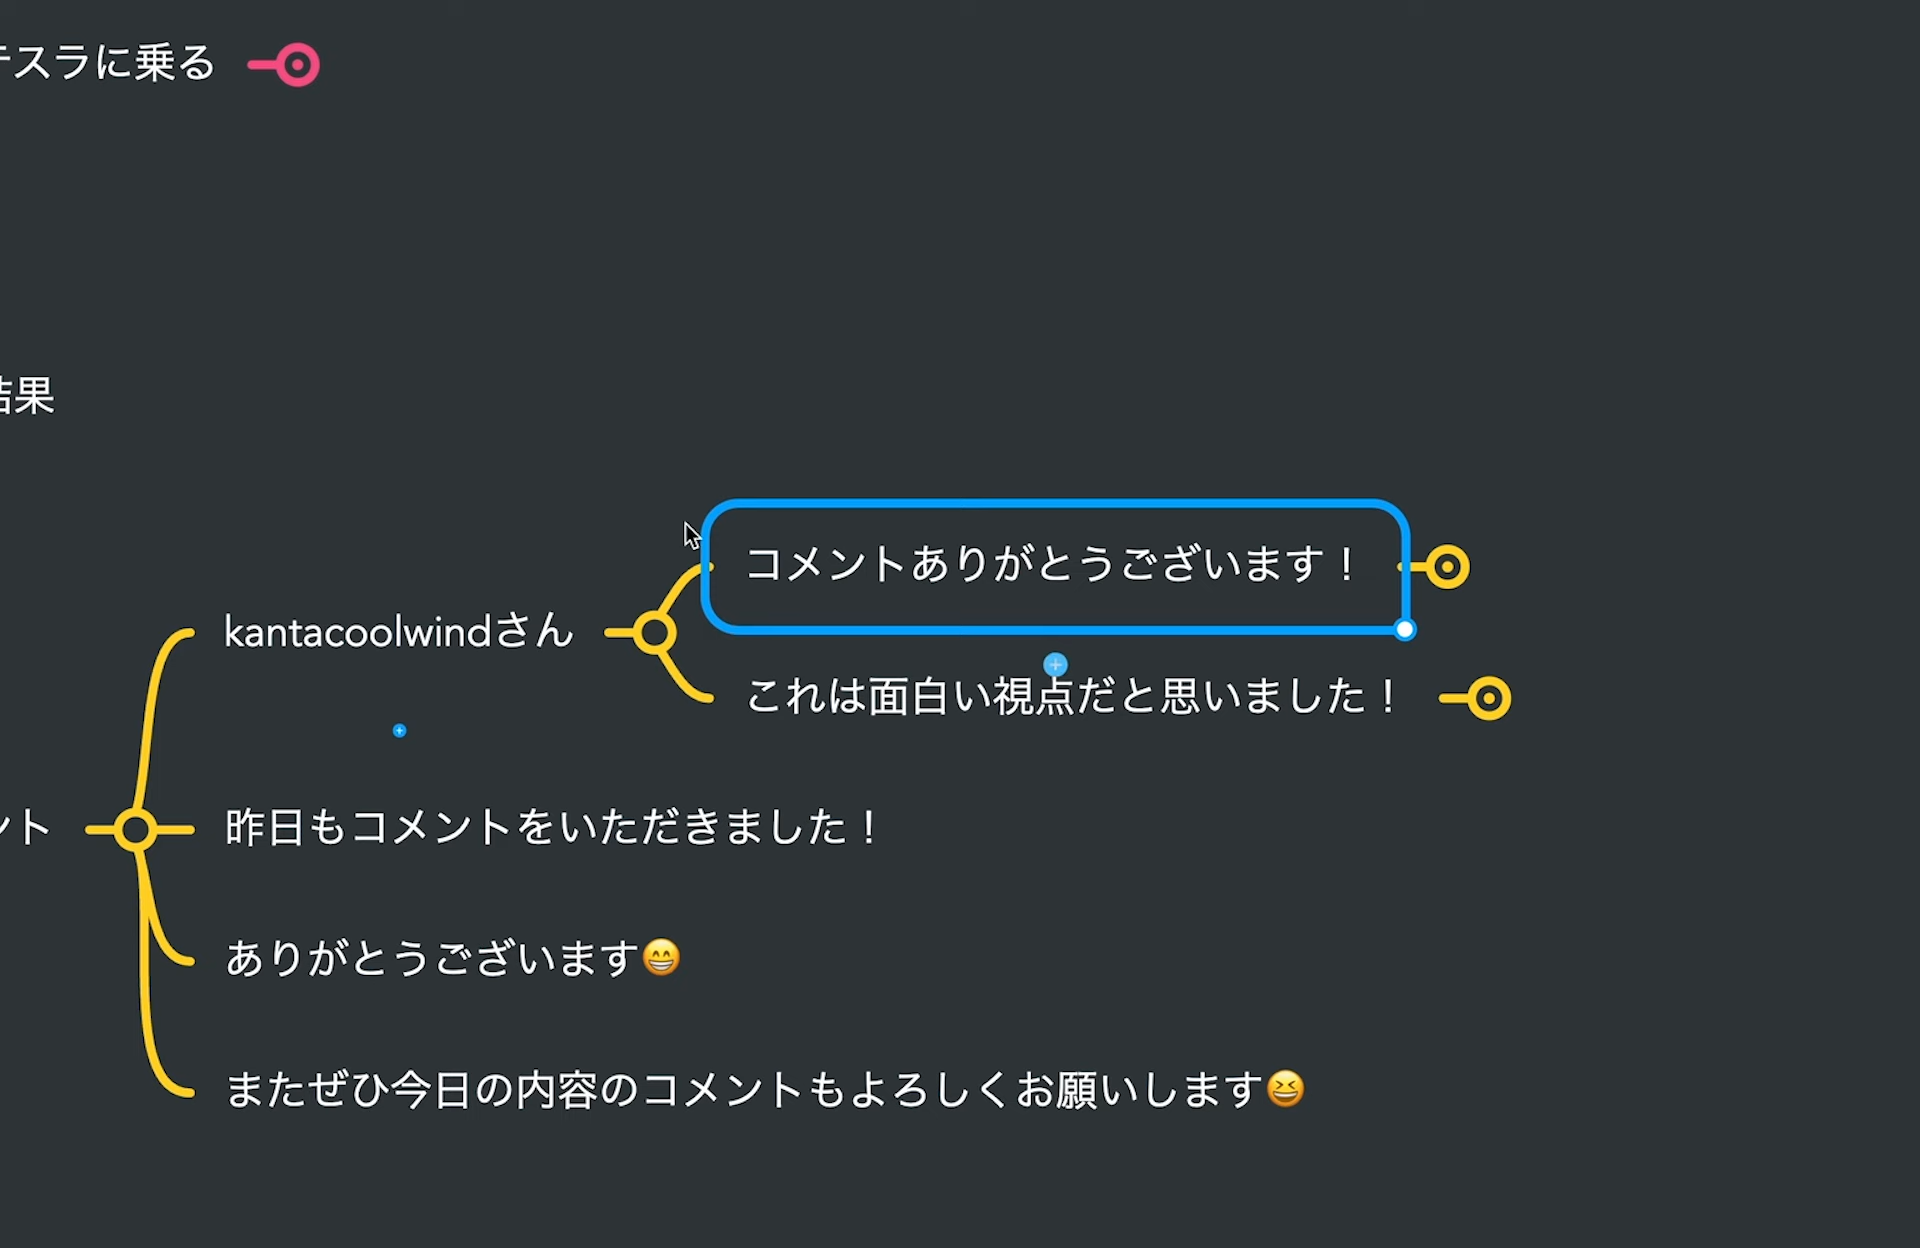 テスラに乗る
結果
コメントありがとうございます！
kantacoolwindさん
これは面白い視点だと思いました！
ント
昨日もコメントをいただきました！
ありがとうございます😁
またぜひ今日の内容のコメントもよろしくお願いします😆